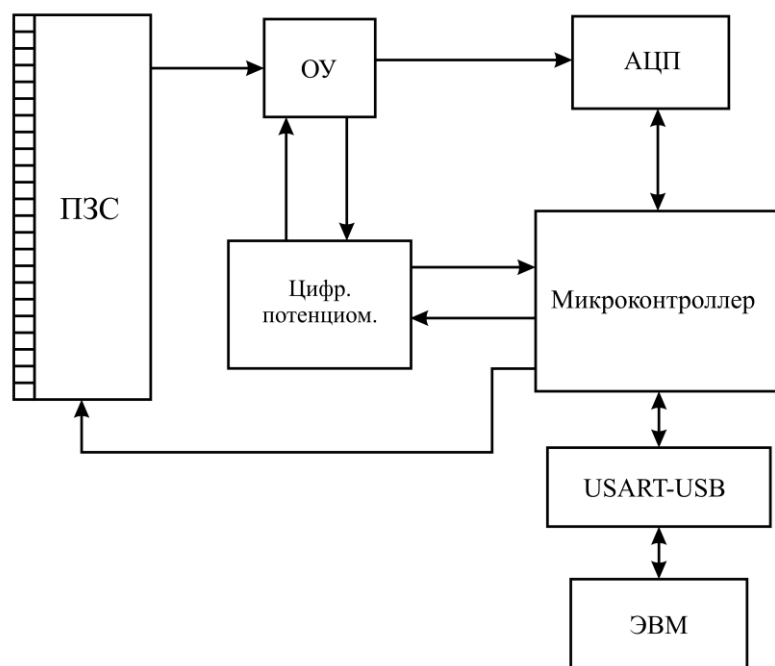 ОУ
АЦП
ПЗС
Цифр.
потенциом.
Микроконтроллер
USART-USB
ЭВМ